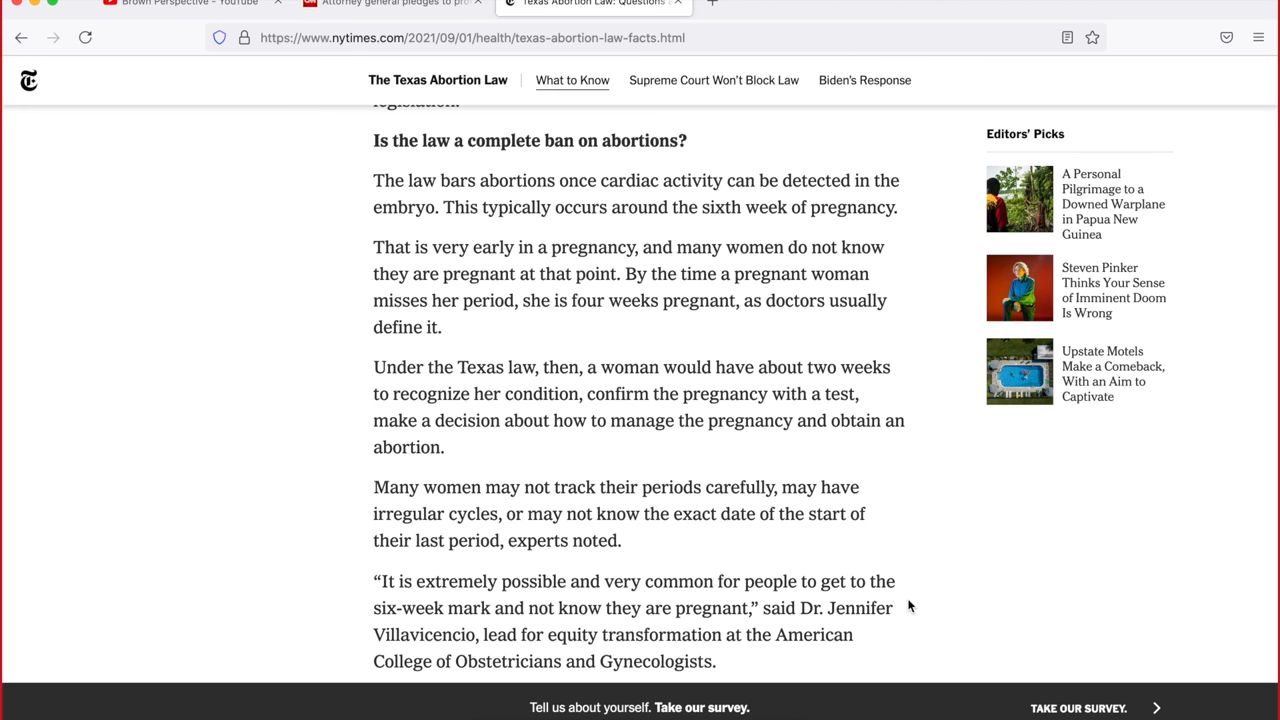 Brown Perspective - YouTube
Attorney general pledges to pro
Texas Abortion Law: Questions
https://www.nytimes.com/2021/09/01/health/texas-abortion-law-facts.html
The Texas Abortion Law
What to Know
Supreme Court Won't Block Law
Biden's Response
legislation.
Is the law a complete ban on abortions?
The law bars abortions once cardiac activity can be detected in the
embryo. This typically occurs around the sixth week of pregnancy.
That is very early in a pregnancy, and many women do not know
they are pregnant at that point. By the time a pregnant woman
misses her period, she is four weeks pregnant, as doctors usually
define it.
Under the Texas law, then, a woman would have about two weeks
to recognize her condition, confirm the pregnancy with a test,
make a decision about how to manage the pregnancy and obtain an
abortion.
Many women may not track their periods carefully, may have
irregular cycles, or may not know the exact date of the start of
their last period, experts noted.
“It is extremely possible and very common for people to get to the
six-week mark and not know they are pregnant,” said Dr. Jennifer
Villavicencio, lead for equity transformation at the American
College of Obstetricians and Gynecologists.
Editors' Picks
A Personal
Pilgrimage to a
Downed Warplane
in Papua New
Guinea
Steven Pinker
Thinks Your Sense
of Imminent Doom
Is Wrong
Upstate Motels
Make a Comeback,
With an Aim to
Captivate
Tell us about yourself. Take our survey.
TAKE OUR SURVEY.